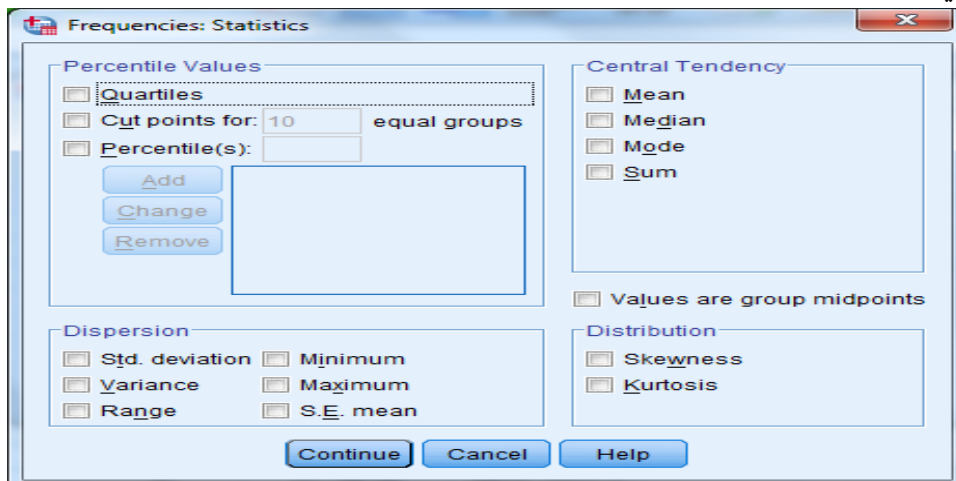 Frequencies: Statistics
Percentile Values
Quartiles
Cut points for: 10 equal groups
Percentile(s):
Add
Change
Remove
Central Tendency
Mean
Median
Mode
Sum
Values are group midpoints
Dispersion
Std. deviation Minimum
Variance Maximum
Range S.E. mean
Distribution
Skewness
Kurtosis
Continue Cancel Help